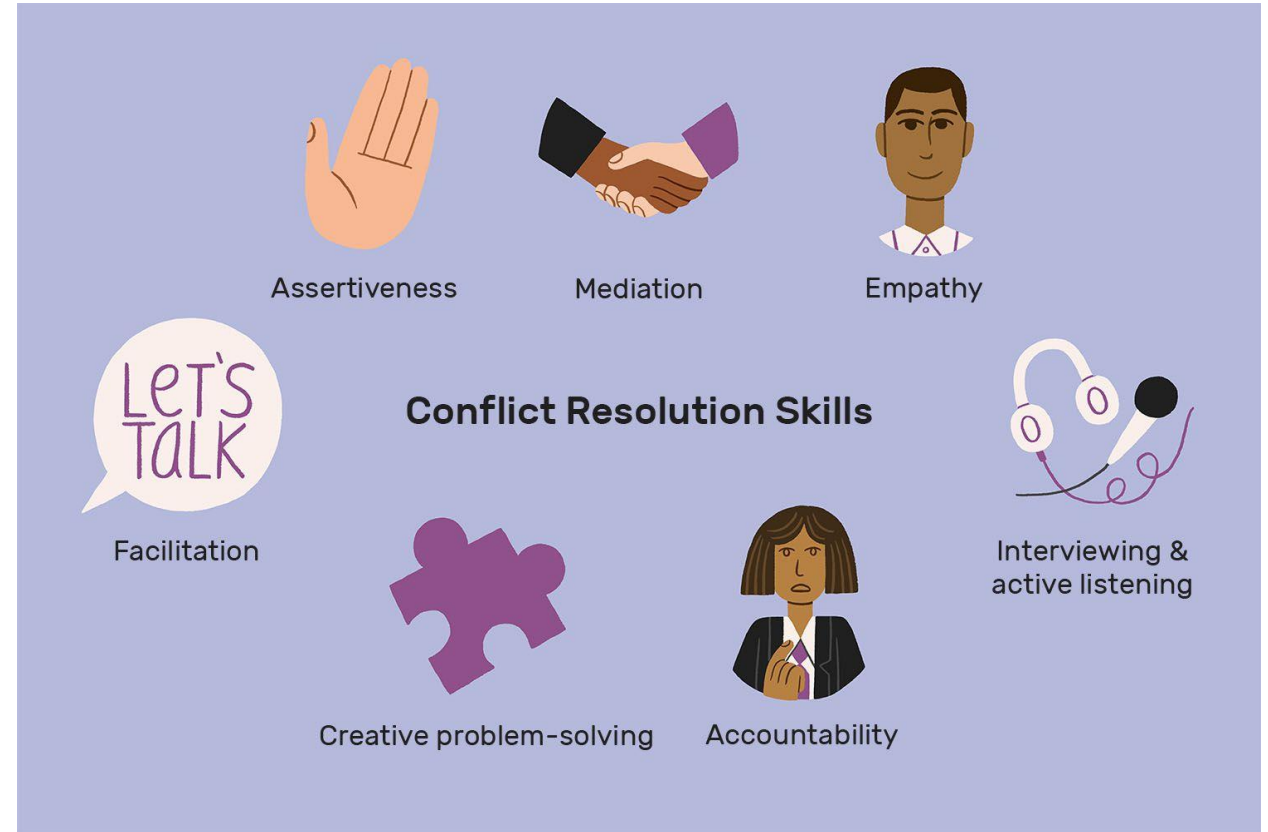 Assertiveness
Mediation
Empathy
LET'S
TALK
Conflict Resolution Skills
Facilitation
Interviewing &
active listening
Creative problem-solving
Accountability